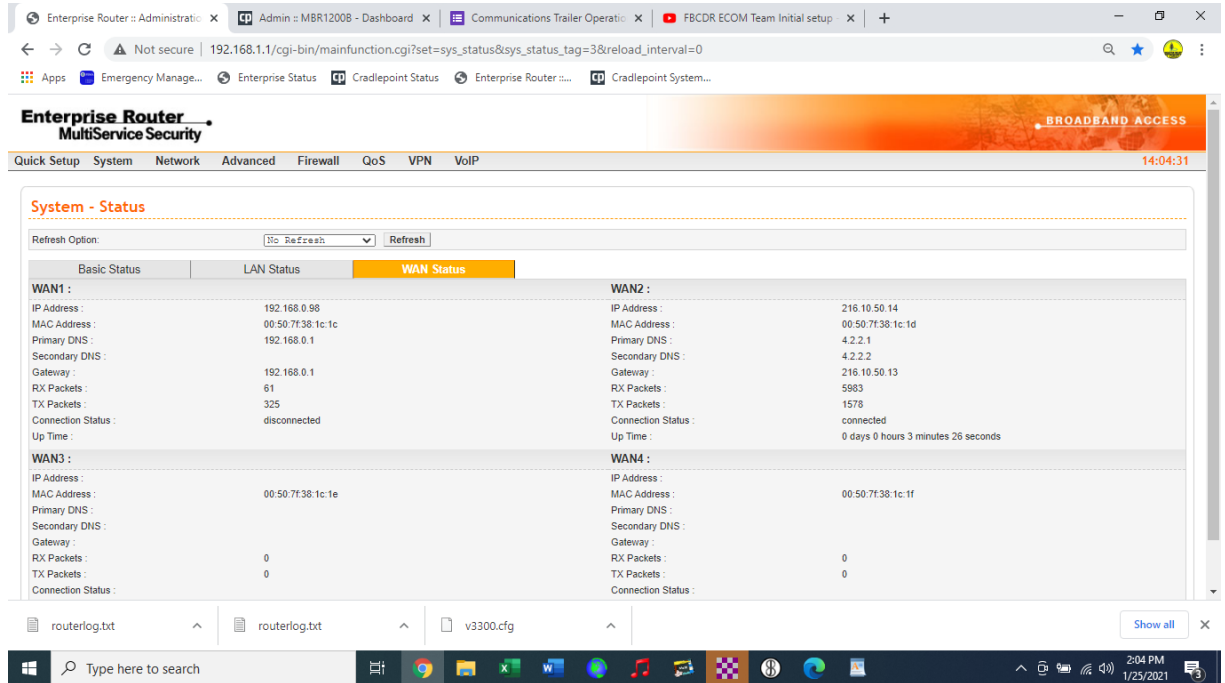 Enterprise Router :: Administratio
Admin :: MBR1200B - Dashboard
Communications Trailer Operatio
FBCDR ECOM Team Initial setup -
Not secure | 192.168.1.1/cgi-bin/mainfunction.cgi?set=sys_status&sys_status_tag=3&reload_interval=0
Apps Emergency Manage... Enterprise Status Cradlepoint Status Enterprise Router ::... Cradlepoint System...
Enterprise Router
MultiService Security
BROADBAND ACCESS
Quick Setup System Network Advanced Firewall QoS VPN VoIP 14:04:31
System - Status
Refresh Option: No Refresh Refresh
Basic Status LAN Status WAN Status
WAN1 :
IP Address : 192.168.0.98
MAC Address : 00:50:7f:38:1c:1c
Primary DNS : 192.168.0.1
Secondary DNS :
Gateway : 192.168.0.1
RX Packets : 61
TX Packets : 325
Connection Status : disconnected
Up Time :
WAN2 :
IP Address : 216.10.50.14
MAC Address : 00:50:7f:38:1c:1d
Primary DNS : 4.2.2.1
Secondary DNS : 4.2.2.2
Gateway : 216.10.50.13
RX Packets : 5983
TX Packets : 1578
Connection Status : connected
Up Time : 0 days 0 hours 3 minutes 26 seconds
WAN3 :
IP Address :
MAC Address : 00:50:7f:38:1c:1e
Primary DNS :
Secondary DNS :
Gateway :
RX Packets : 0
TX Packets : 0
Connection Status :
WAN4 :
IP Address :
MAC Address : 00:50:7f:38:1c:1f
Primary DNS :
Secondary DNS :
Gateway :
RX Packets : 0
TX Packets : 0
Connection Status :
routerlog.txt routerlog.txt v3300.cfg Show all
Type here to search
2:04 PM
1/25/2021
3